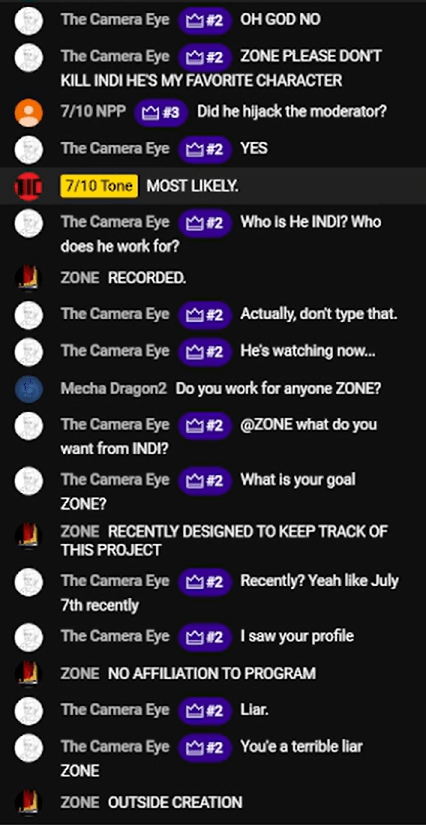 The Camera Eye #2 OH GOD NO
The Camera Eye #2 ZONE PLEASE DON'T
KILL INDI HE'S MY FAVORITE CHARACTER
7/10 NPP #3 Did he hijack the moderator?
The Camera Eye #2 YES
7/10 Tone MOST LIKELY.
The Camera Eye #2 Who is He INDI? Who
does he work for?
ZONE RECORDED.
The Camera Eye #2 Actually, don't type that.
The Camera Eye #2 He's watching now...
Mecha Dragon2 Do you work for anyone ZONE?
The Camera Eye #2 @ZONE what do you
want from INDI?
The Camera Eye #2 What is your goal
ZONE?
ZONE RECENTLY DESIGNED TO KEEP TRACK OF
THIS PROJECT
The Camera Eye #2 Recently? Yeah like July
7th recently
The Camera Eye #2 I saw your profile
ZONE NO AFFILIATION TO PROGRAM
The Camera Eye #2 Liar.
The Camera Eye #2 You'e a terrible liar
ZONE
ZONE OUTSIDE CREATION